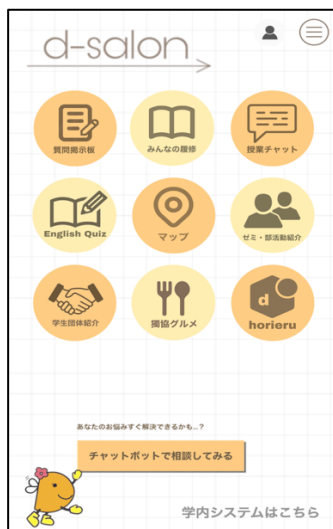 d-salon
質問掲示板
みんなの履修
授業チャット
English Quiz
マップ
ゼミ・部活動紹介
学生団体紹介
獨協グルメ
d
horieru
あなたのお悩みすぐ解決できるかも…？
チャットボットで相談してみる
学内システムはこちら